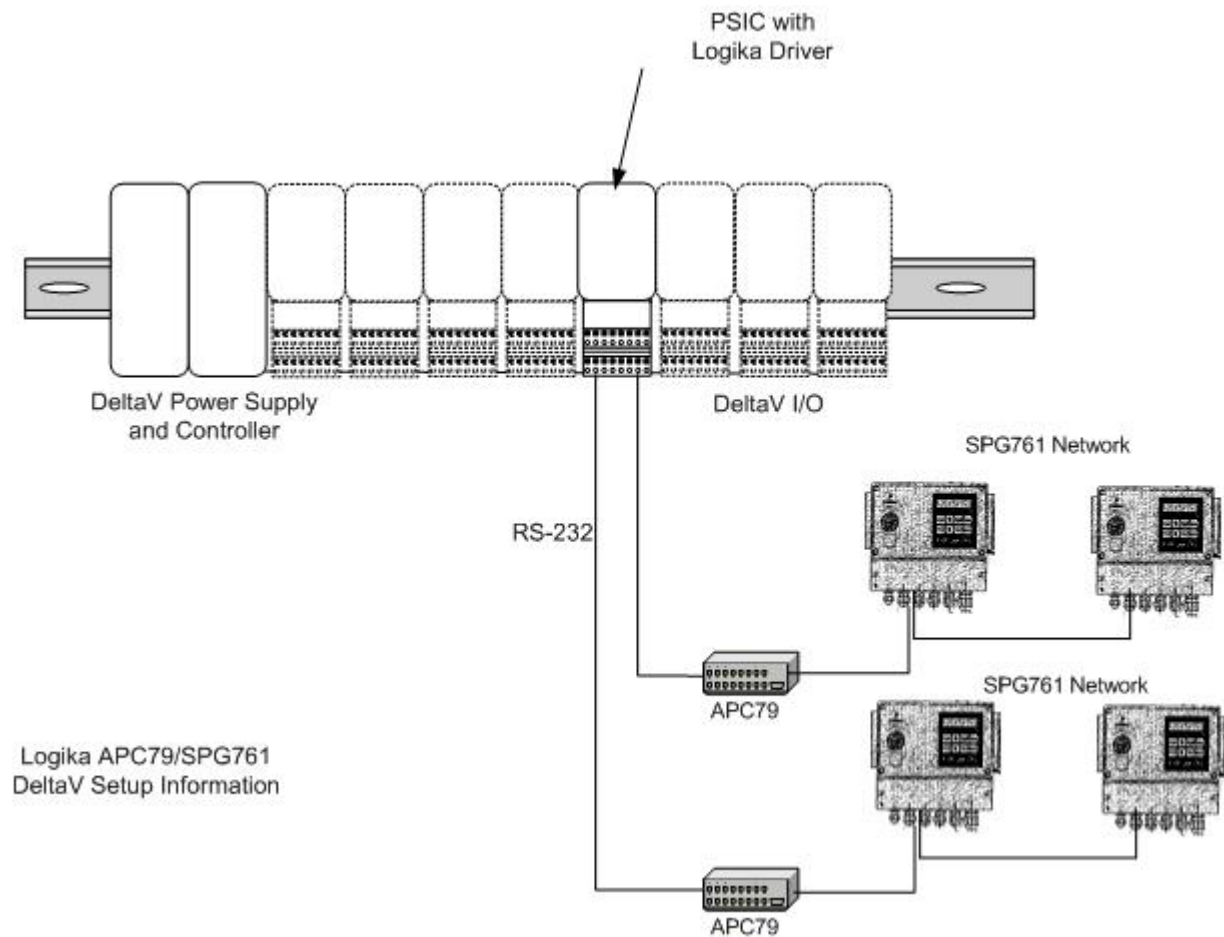 PSIC with
Logika Driver
DeltaV Power Supply
and Controller
DeltaV I/O
SPG761 Network
RS-232
APC79
SPG761 Network
Logika APC79/SPG761
DeltaV Setup Information
APC79